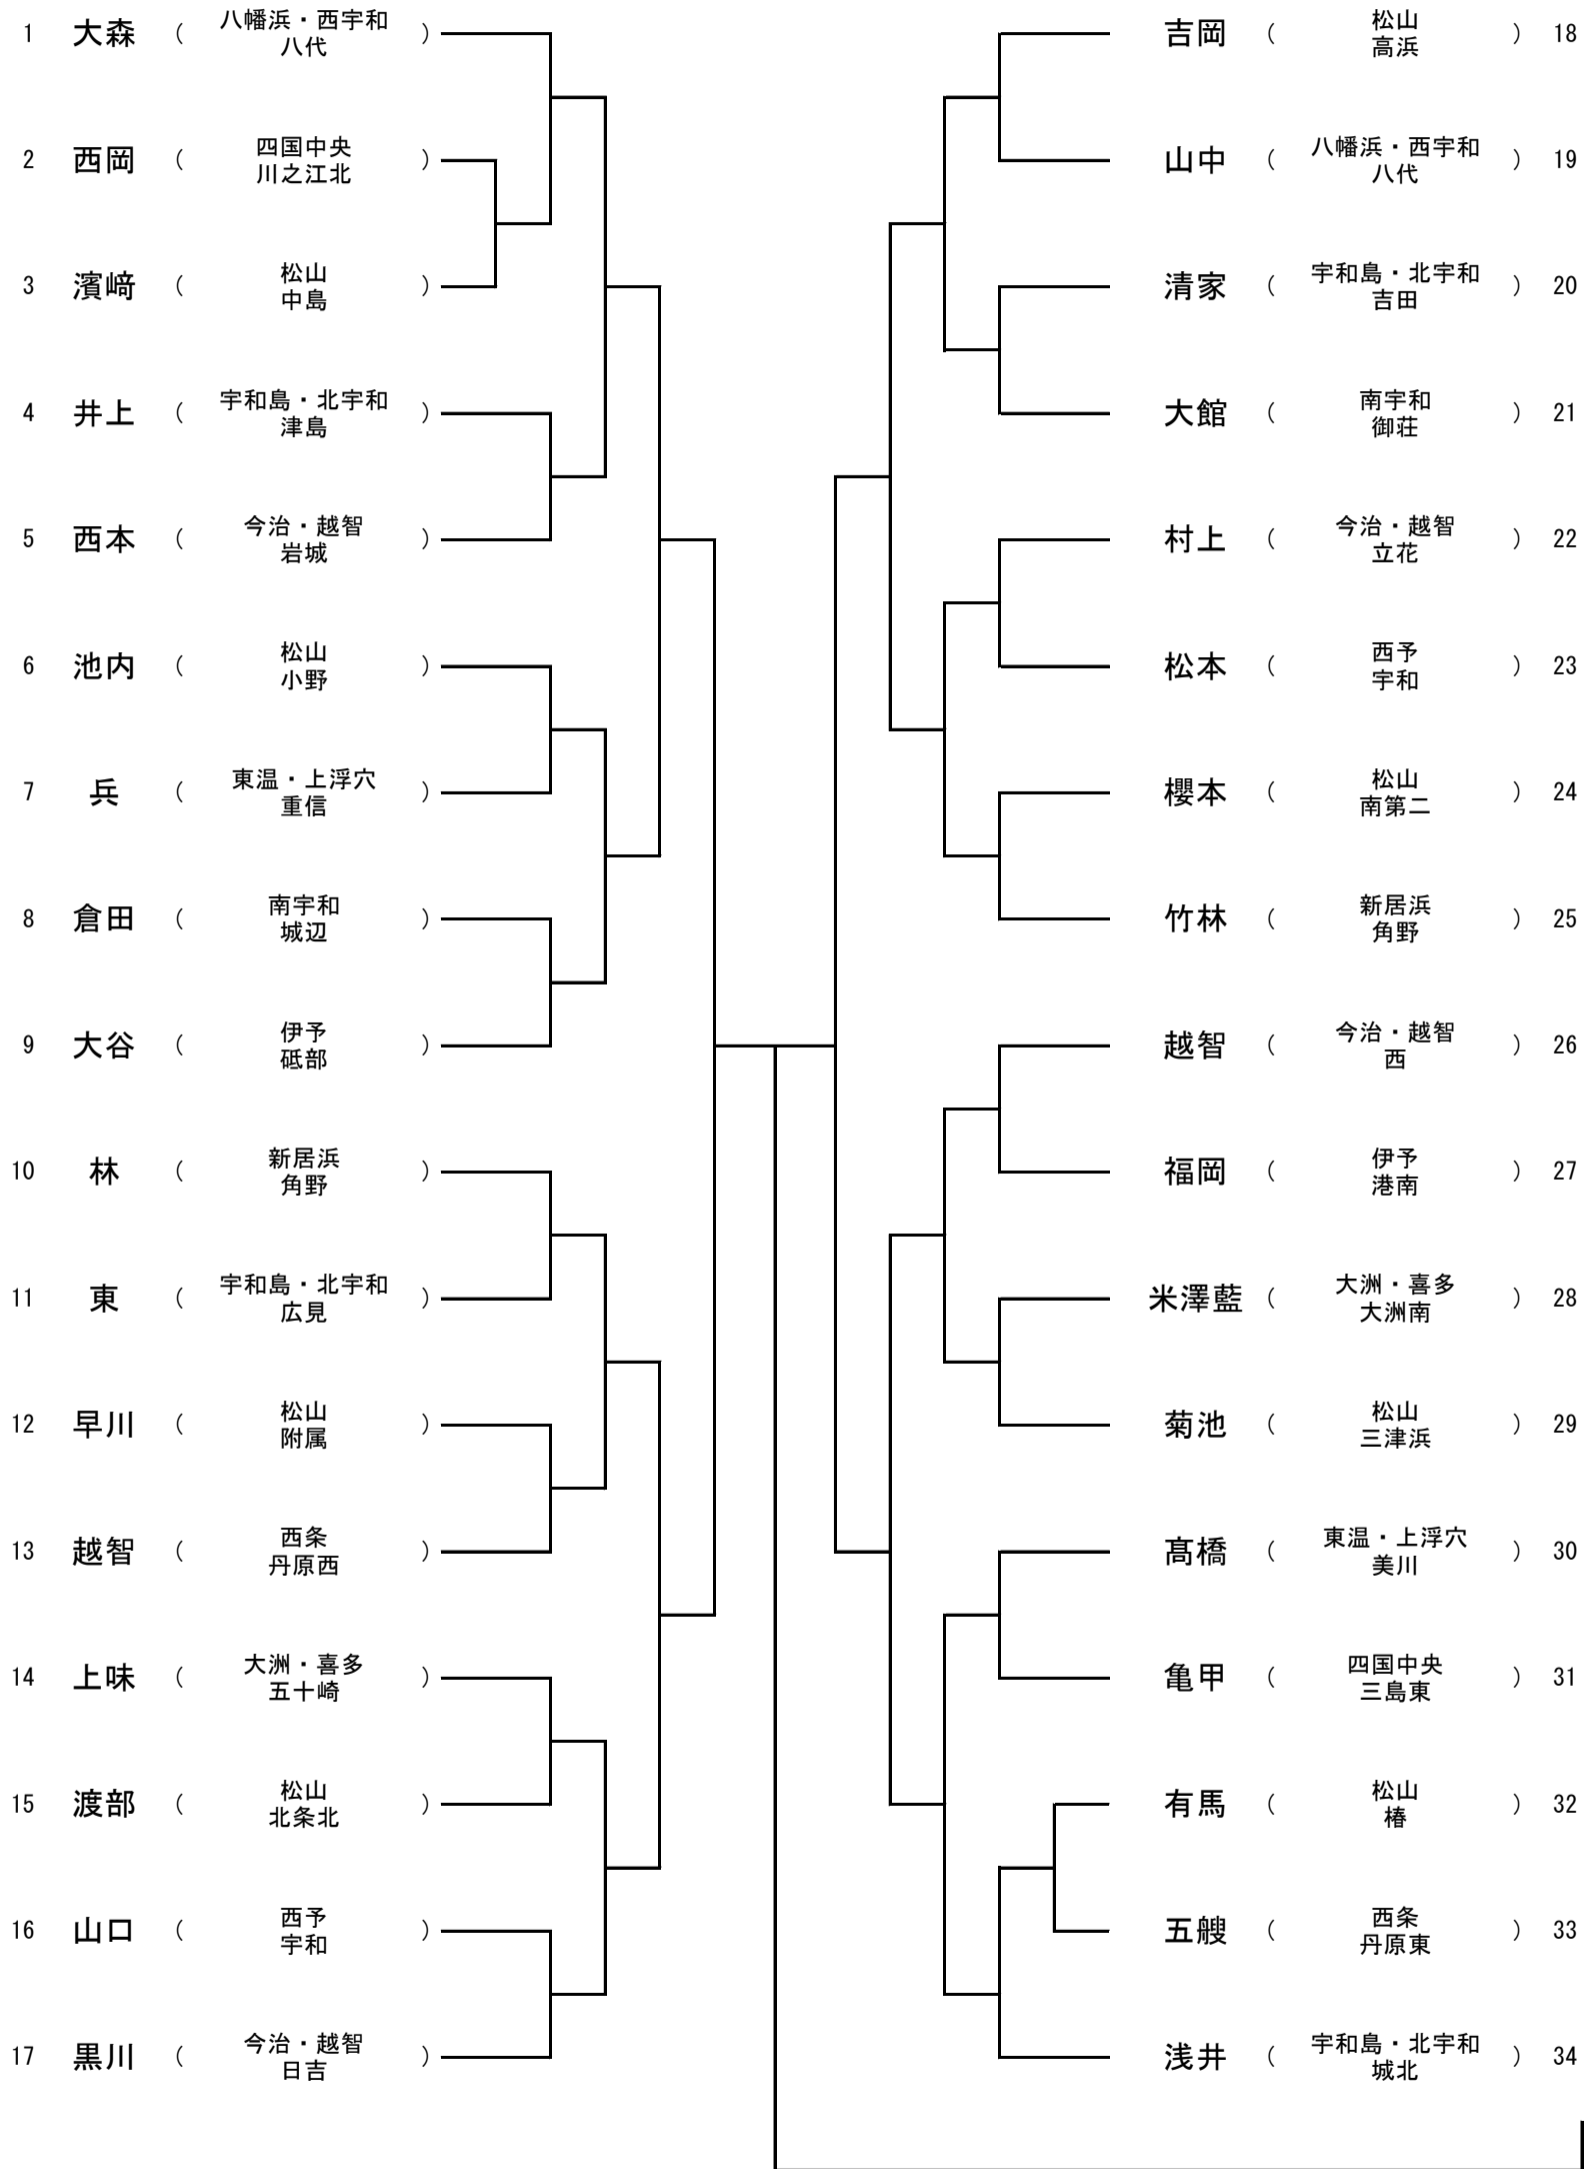 八幡浜・西宇和
1 大森 ( 八代 )
四国中央
2 西岡 ( 川之江北 )
松山
3 濱﨑 ( 中島 )
宇和島・北宇和
4 井上 ( 津島 )
今治・越智
5 西本 ( 岩城 )
松山
6 池内 ( 小野 )
東温・上浮穴
7 兵 ( 重信 )
南宇和
8 倉田 ( 城辺 )
伊予
9 大谷 ( 砥部 )
新居浜
10 林 ( 角野 )
宇和島・北宇和
11 東 ( 広見 )
松山
12 早川 ( 附属 )
西条
13 越智 ( 丹原西 )
大洲・喜多
14 上味 ( 五十崎 )
松山
15 渡部 ( 北条北 )
西予
16 山口 ( 宇和 )
今治・越智
17 黒川 ( 日吉 )
松山
吉岡 ( 高浜 ) 18
八幡浜・西宇和
山中 ( 八代 ) 19
宇和島・北宇和
清家 ( 吉田 ) 20
南宇和
大館 ( 御荘 ) 21
今治・越智
村上 ( 立花 ) 22
西予
松本 ( 宇和 ) 23
松山
櫻本 ( 南第二 ) 24
新居浜
竹林 ( 角野 ) 25
今治・越智
越智 ( 西 ) 26
伊予
福岡 ( 港南 ) 27
大洲・喜多
米澤藍 ( 大洲南 ) 28
松山
菊池 ( 三津浜 ) 29
東温・上浮穴
髙橋 ( 美川 ) 30
四国中央
亀甲 ( 三島東 ) 31
松山
有馬 ( 椿 ) 32
西条
五艘 ( 丹原東 ) 33
宇和島・北宇和
浅井 ( 城北 ) 34